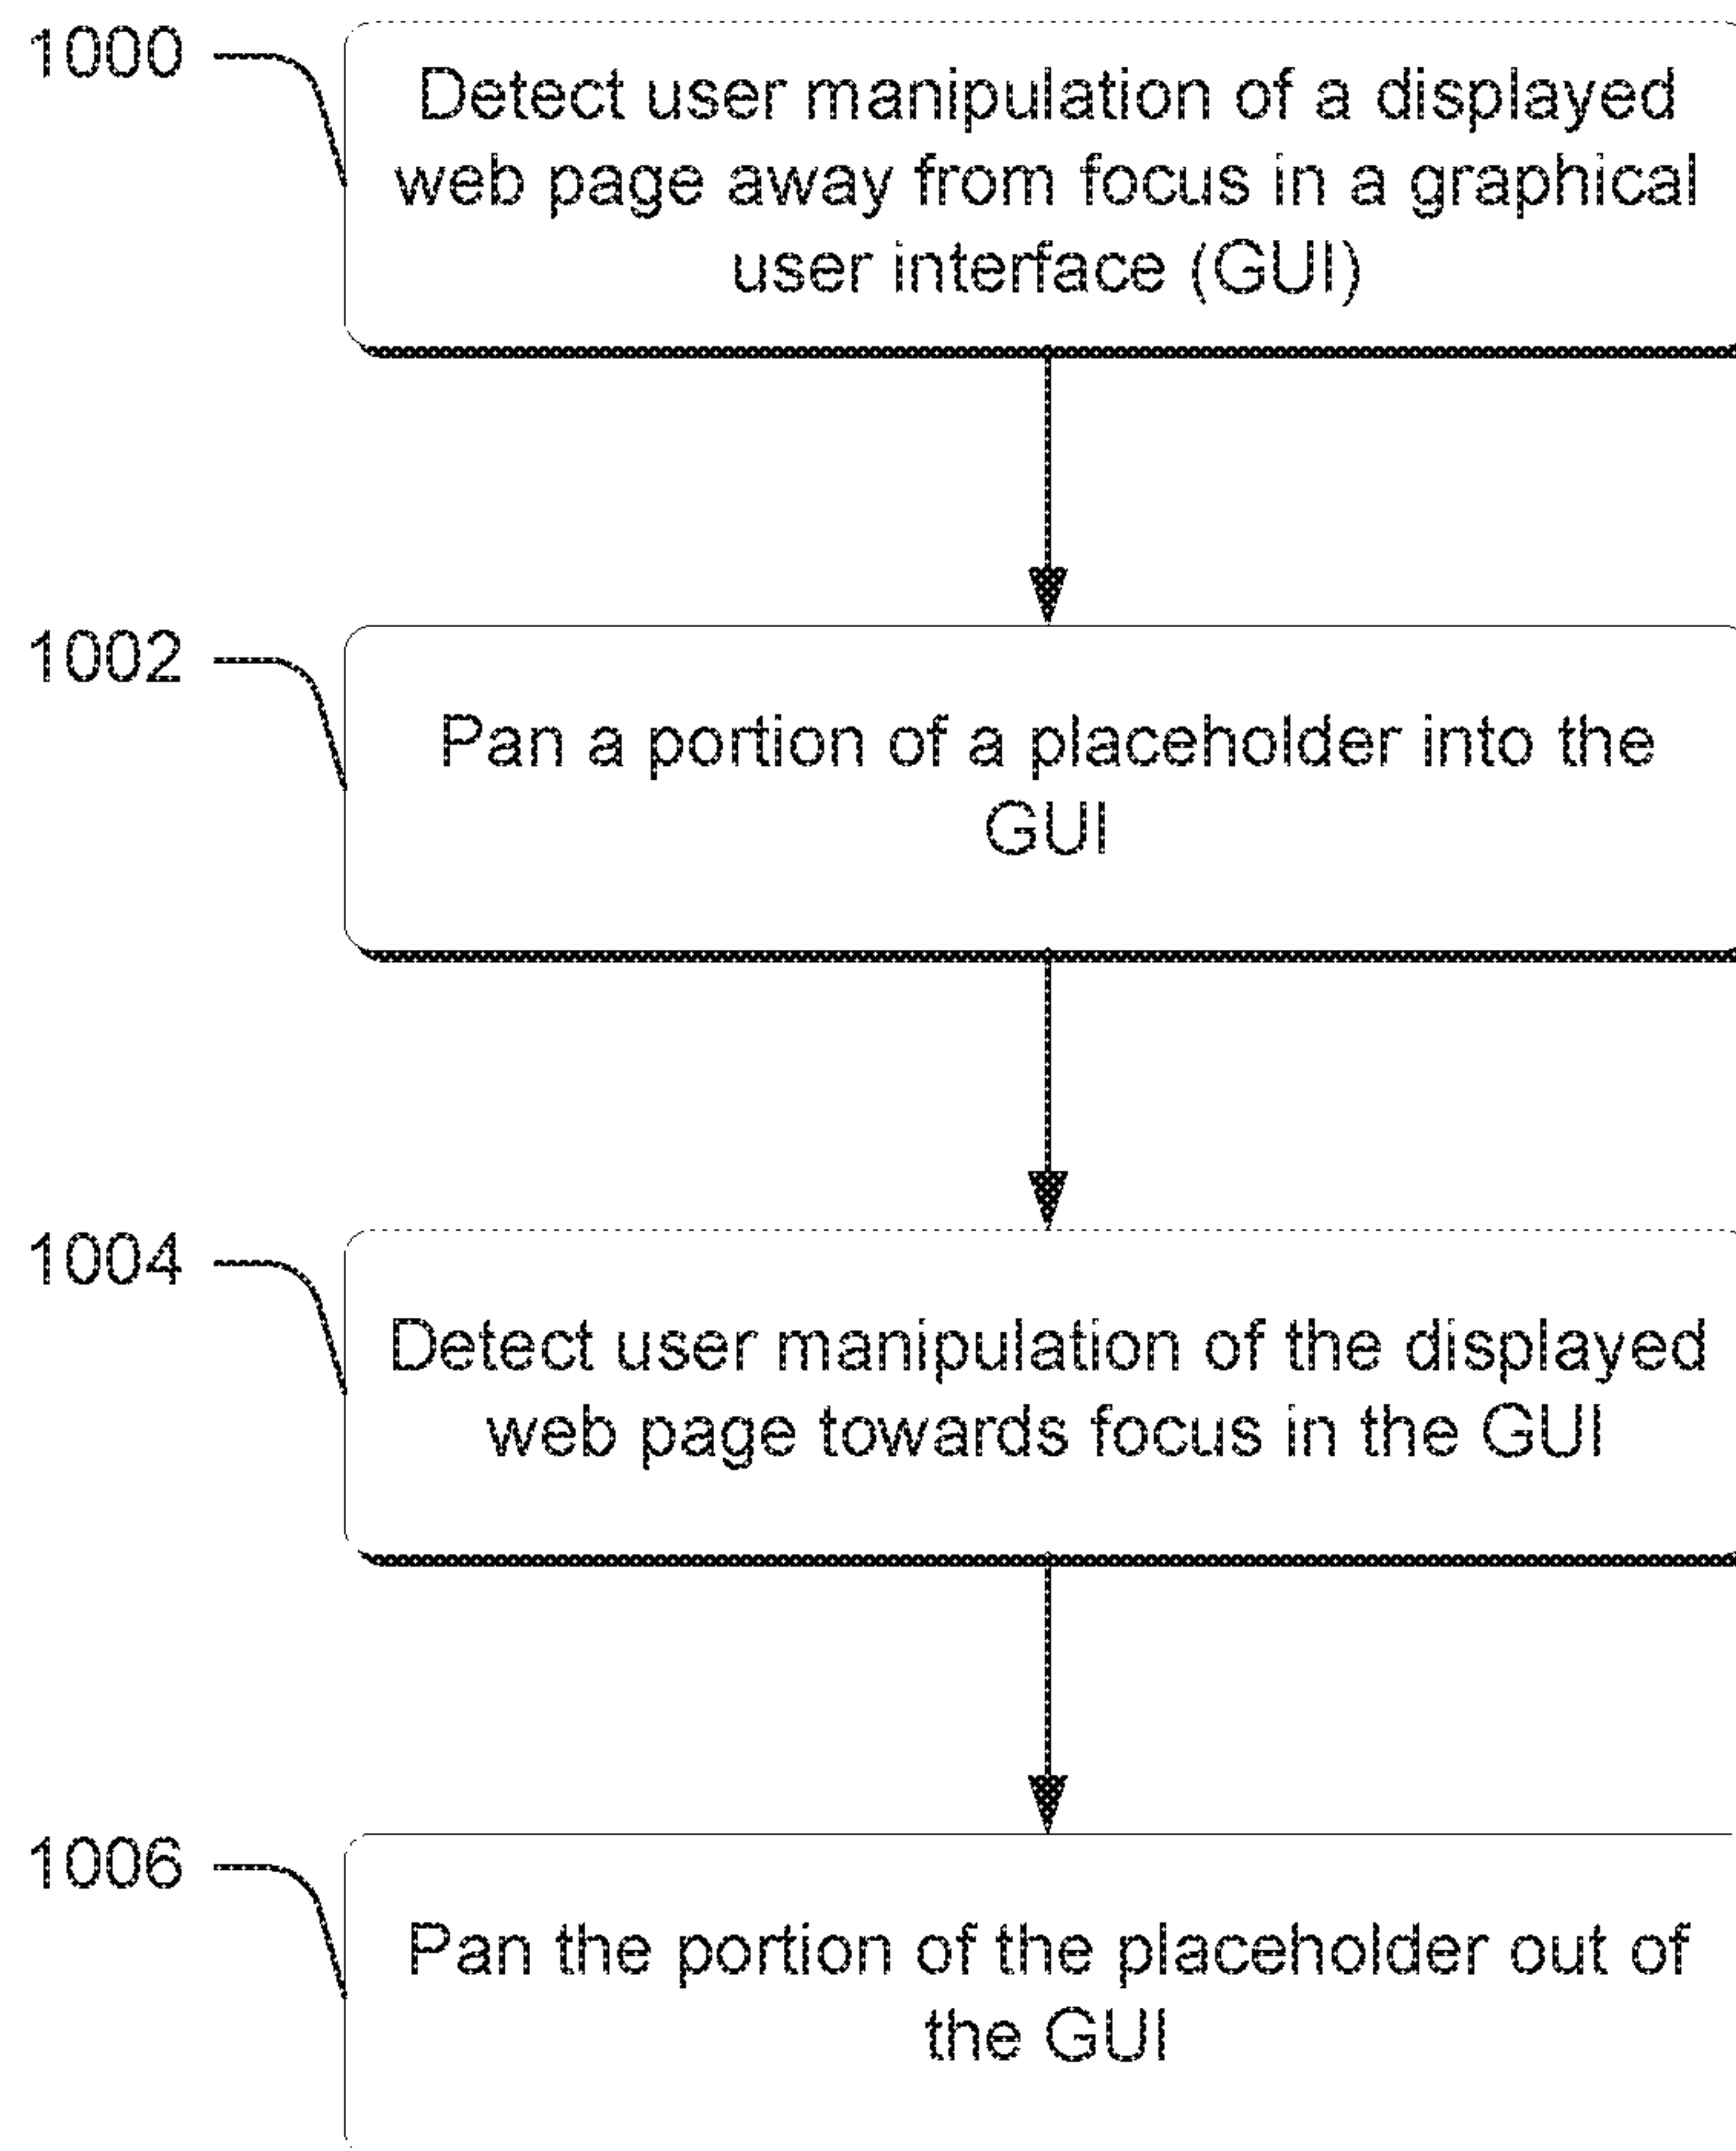 1000
Detect user manipulation of a displayed
web page away from focus in a graphical
user interface (GUI)
1002
Pan a portion of a placeholder into the
GUI
1004
Detect user manipulation of the displayed
web page towards focus in the GUI
1006
Pan the portion of the placeholder out of
the GUI